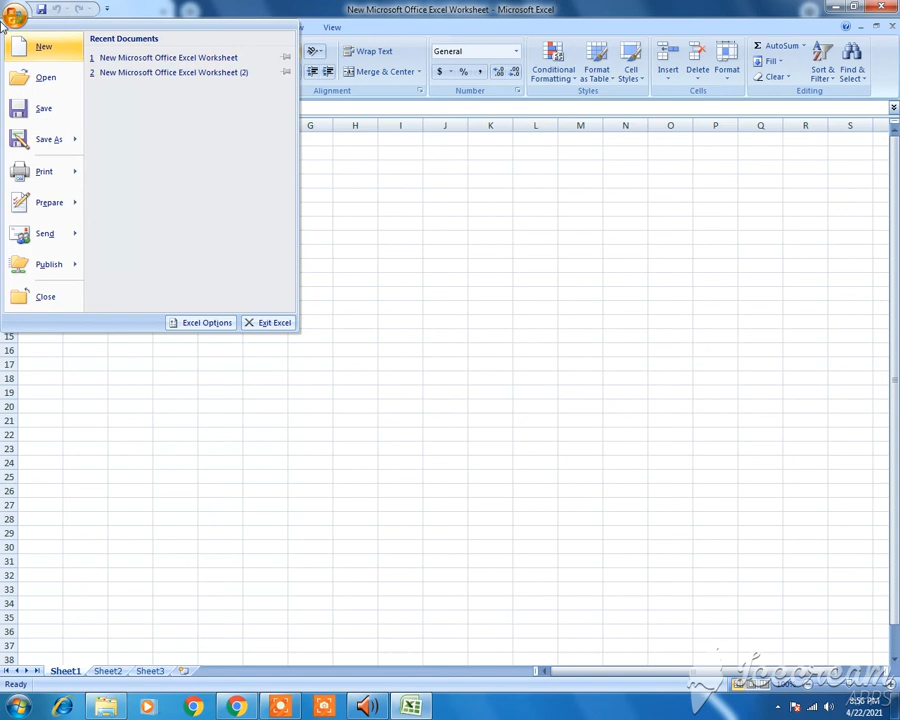 New Microsoft Office Excel Worksheet - Microsoft Excel
View
New
Open
Save
Save As
Print
Prepare
Send
Publish
Close
Recent Documents
1 New Microsoft Office Excel Worksheet
2 New Microsoft Office Excel Worksheet (2)
Excel Options
Exit Excel
Wrap Text
Merge & Center
Alignment
General
$ % ,
Number
Conditional Formatting
Format as Table
Cell Styles
Styles
Insert
Delete
Format
Cells
Σ AutoSum
Fill
Clear
Sort & Filter
Find & Select
Editing
G H I J K L M N O P Q R S
15
16
17
18
19
20
21
22
23
24
25
26
27
28
29
30
31
32
33
34
35
36
37
38
Sheet1 Sheet2 Sheet3
Ready
100%
APPS
4/22/2021